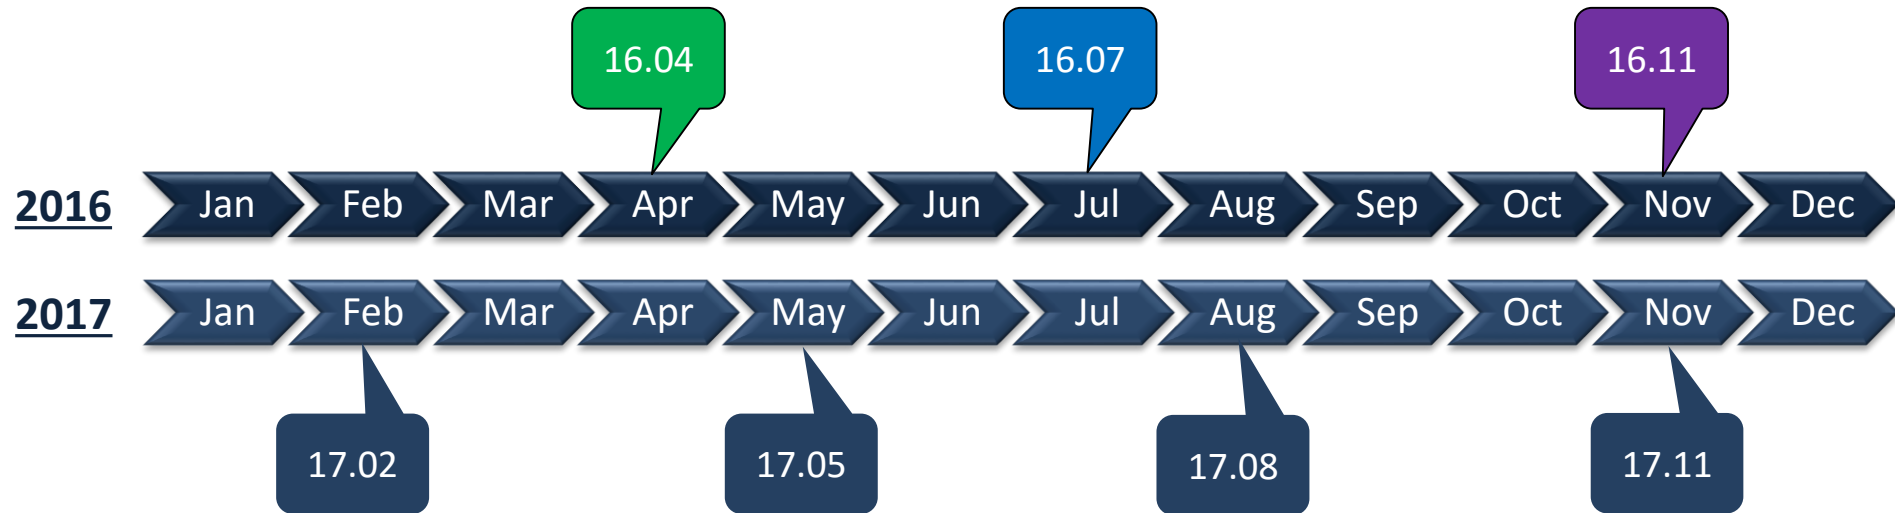 16.04 16.07 16.11
2016 Jan Feb Mar Apr May Jun Jul Aug Sep Oct Nov Dec
2017 Jan Feb Mar Apr May Jun Jul Aug Sep Oct Nov Dec
17.02 17.05 17.08 17.11